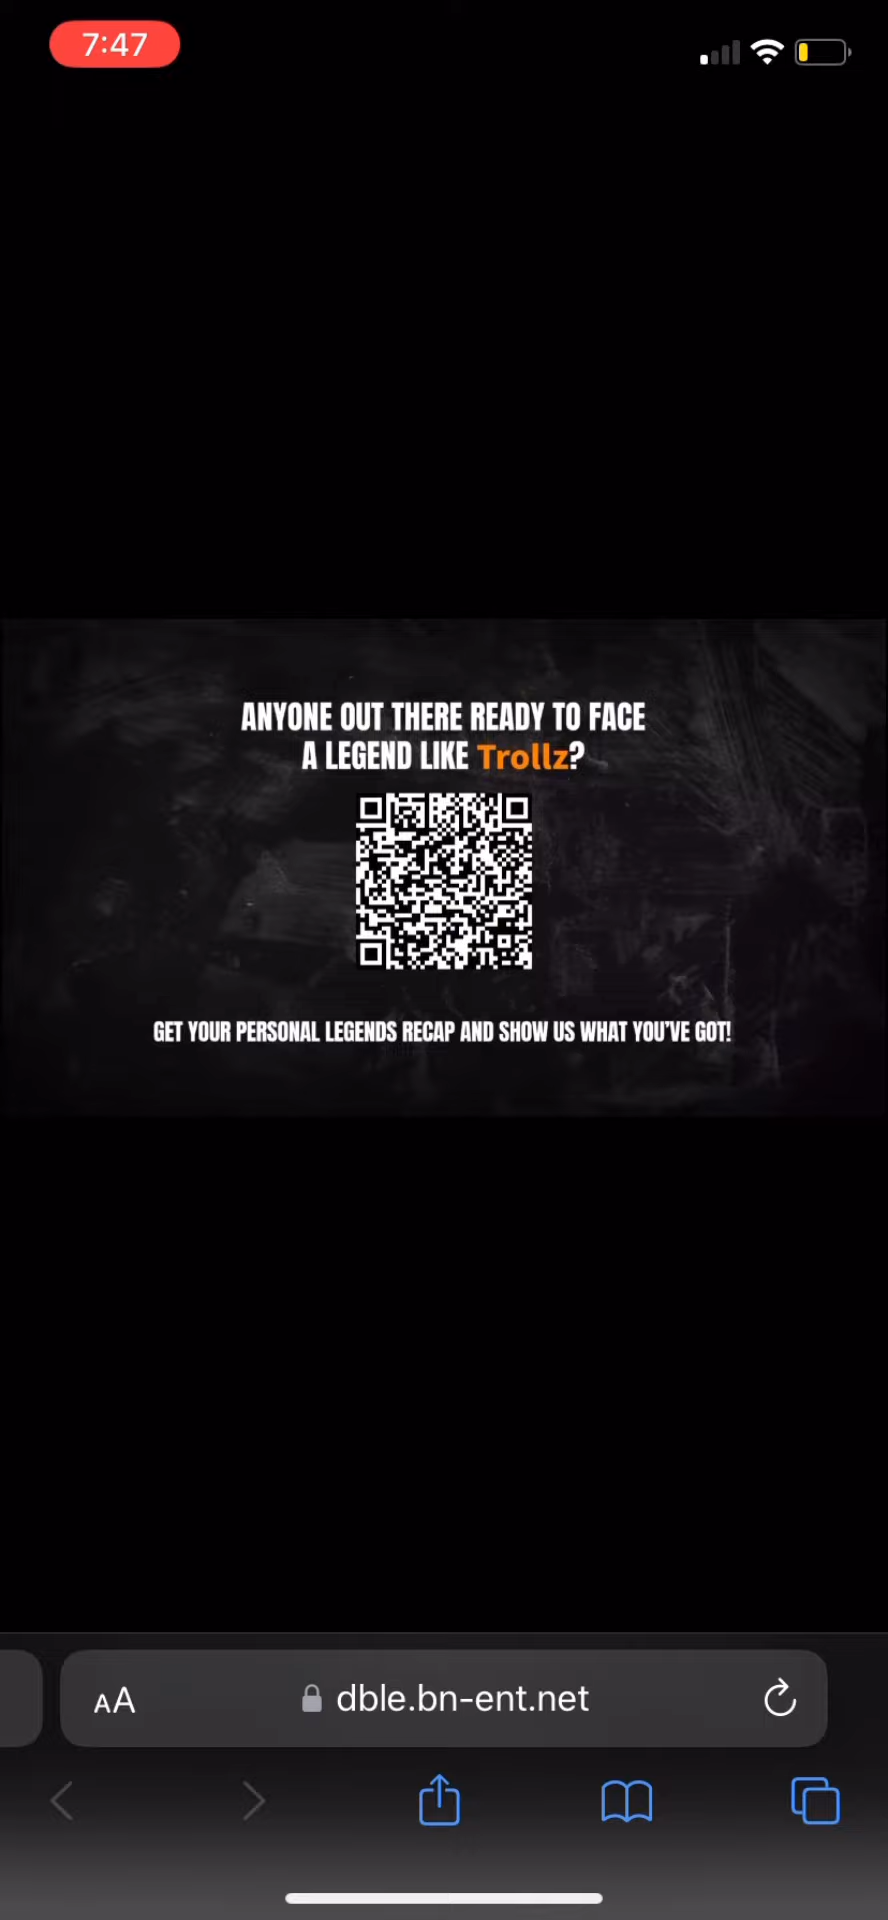 7:47
ANYONE OUT THERE READY TO FACE
A LEGEND LIKE Trollz?
GET YOUR PERSONAL LEGENDS RECAP AND SHOW US WHAT YOU'VE GOT!
AA
dble.bn-ent.net